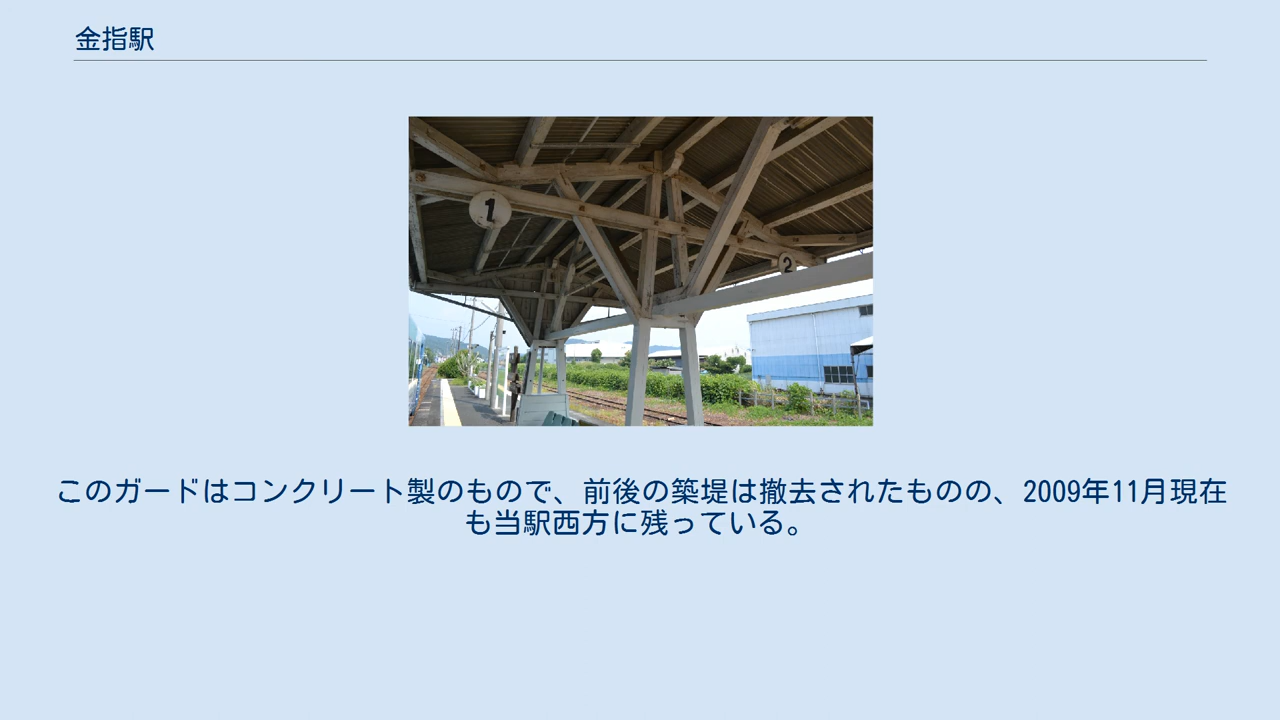 金指駅
1
2
このガードはコンクリート製のもので、前後の築堤は撤去されたものの、2009年11月現在
も当駅西方に残っている。